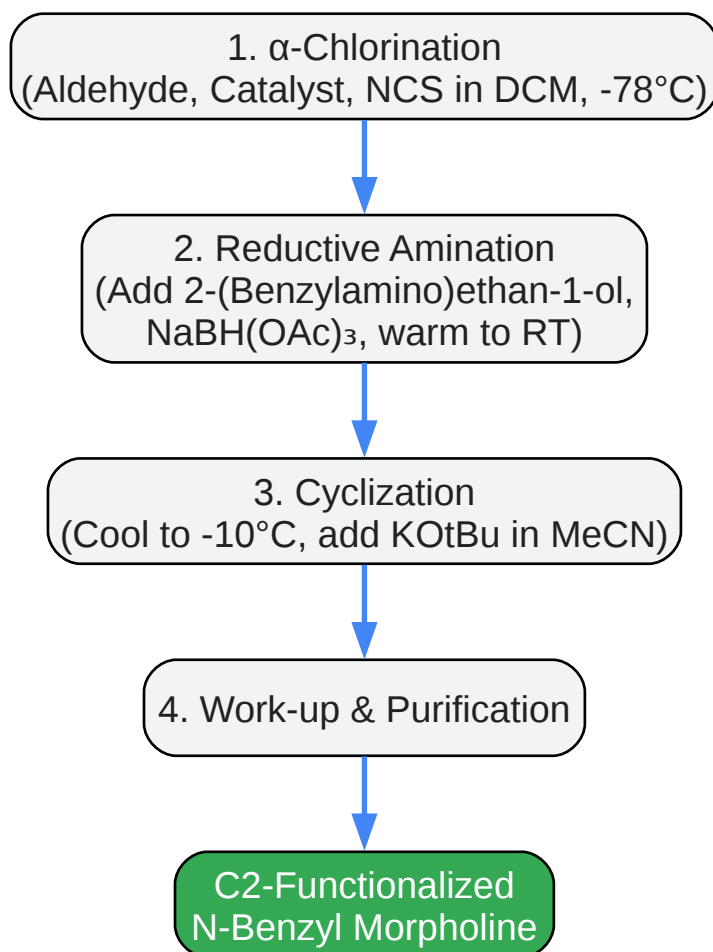 1. α-Chlorination
(Aldehyde, Catalyst, NCS in DCM, -78°C)
2. Reductive Amination
(Add 2-(Benzylamino)ethan-1-ol,
NaBH(OAc)₃, warm to RT)
3. Cyclization
(Cool to -10°C, add KOtBu in MeCN)
4. Work-up & Purification
C2-Functionalized
N-Benzyl Morpholine